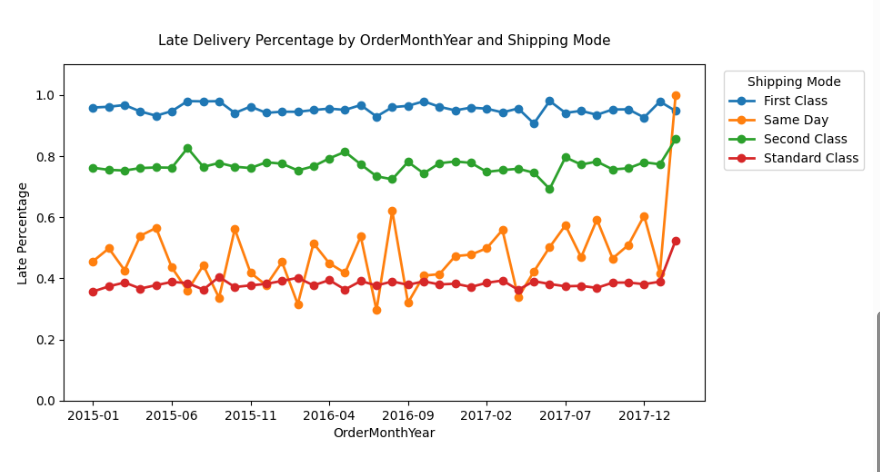 Late Delivery Percentage by OrderMonthYear and Shipping Mode
Late Percentage
1.0
0.8
0.6
0.4
0.2
0.0
2015-01 2015-06 2015-11 2016-04 2016-09 2017-02 2017-07 2017-12
OrderMonthYear
Shipping Mode
First Class
Same Day
Second Class
Standard Class